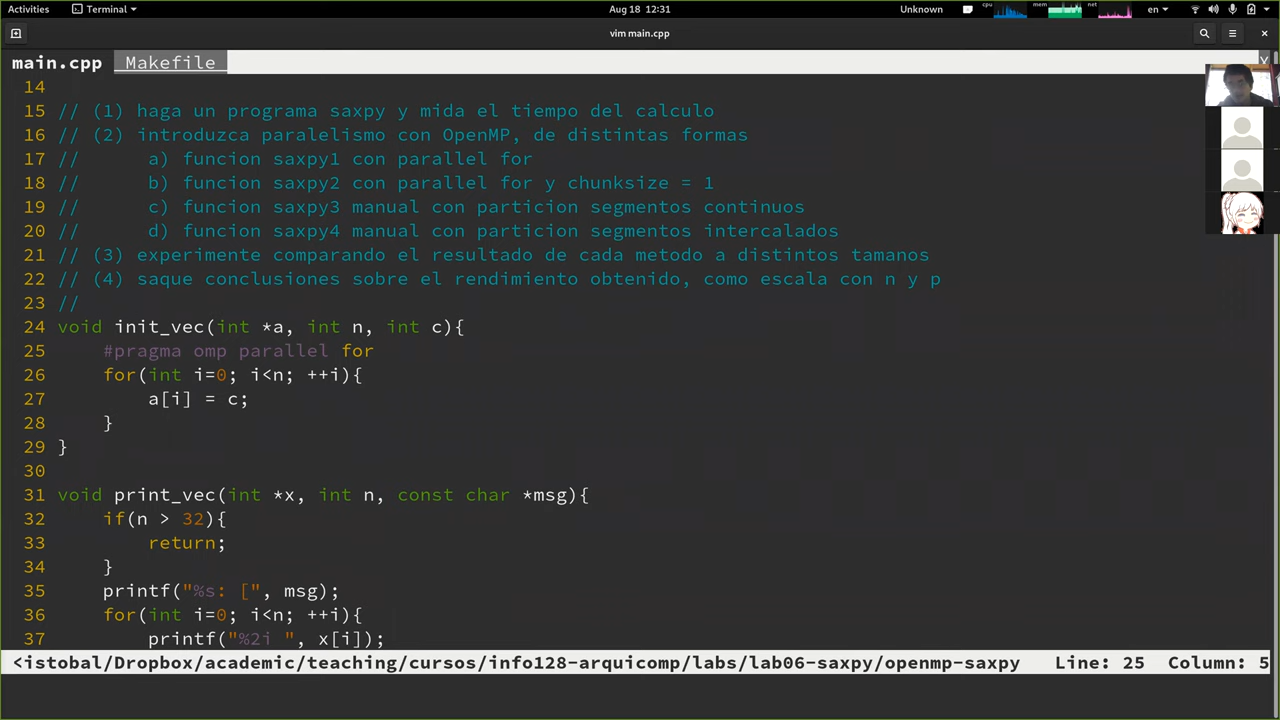 Activities Terminal Aug 18 12:31 Unknown cpu mem net en
vim main.cpp
main.cpp Makefile
14
15 // (1) haga un programa saxpy y mida el tiempo del calculo
16 // (2) introduzca paralelismo con OpenMP, de distintas formas
17 //      a) funcion saxpy1 con parallel for
18 //      b) funcion saxpy2 con parallel for y chunksize = 1
19 //      c) funcion saxpy3 manual con particion segmentos continuos
20 //      d) funcion saxpy4 manual con particion segmentos intercalados
21 // (3) experimente comparando el resultado de cada metodo a distintos tamanos
22 // (4) saque conclusiones sobre el rendimiento obtenido, como escala con n y p
23 //
24 void init_vec(int *a, int n, int c){
25     #pragma omp parallel for
26     for(int i=0; i<n; ++i){
27         a[i] = c;
28     }
29 }
30
31 void print_vec(int *x, int n, const char *msg){
32     if(n > 32){
33         return;
34     }
35     printf("%s: [", msg);
36     for(int i=0; i<n; ++i){
37         printf("%2i ", x[i]);
<istobal/Dropbox/academic/teaching/cursos/info128-arquicomp/labs/lab06-saxpy/openmp-saxpy Line: 25 Column: 5